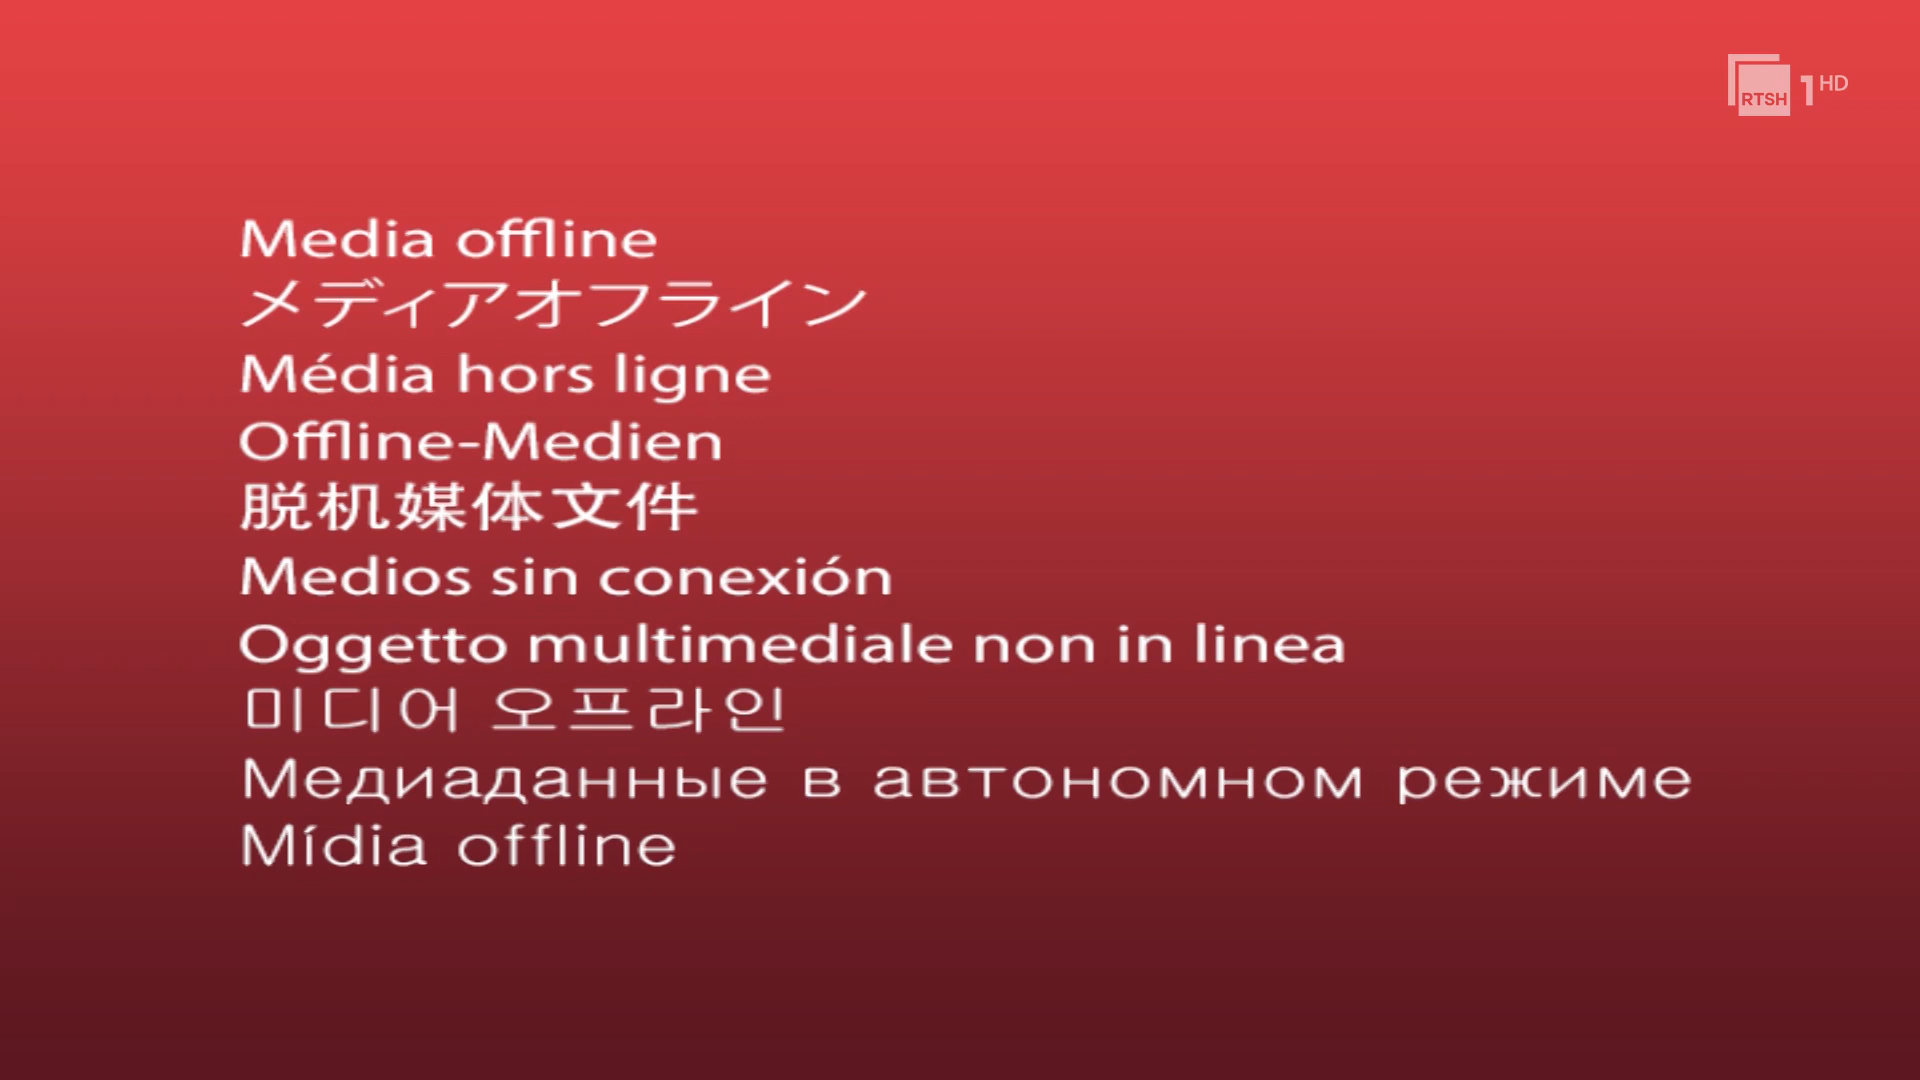 RTSH 1 HD
Media offline
メディアオフライン
Média hors ligne
Offline-Medien
脱机媒体文件
Medios sin conexión
Oggetto multimediale non in linea
미디어 오프라인
Медиаданные в автономном режиме
Mídia offline